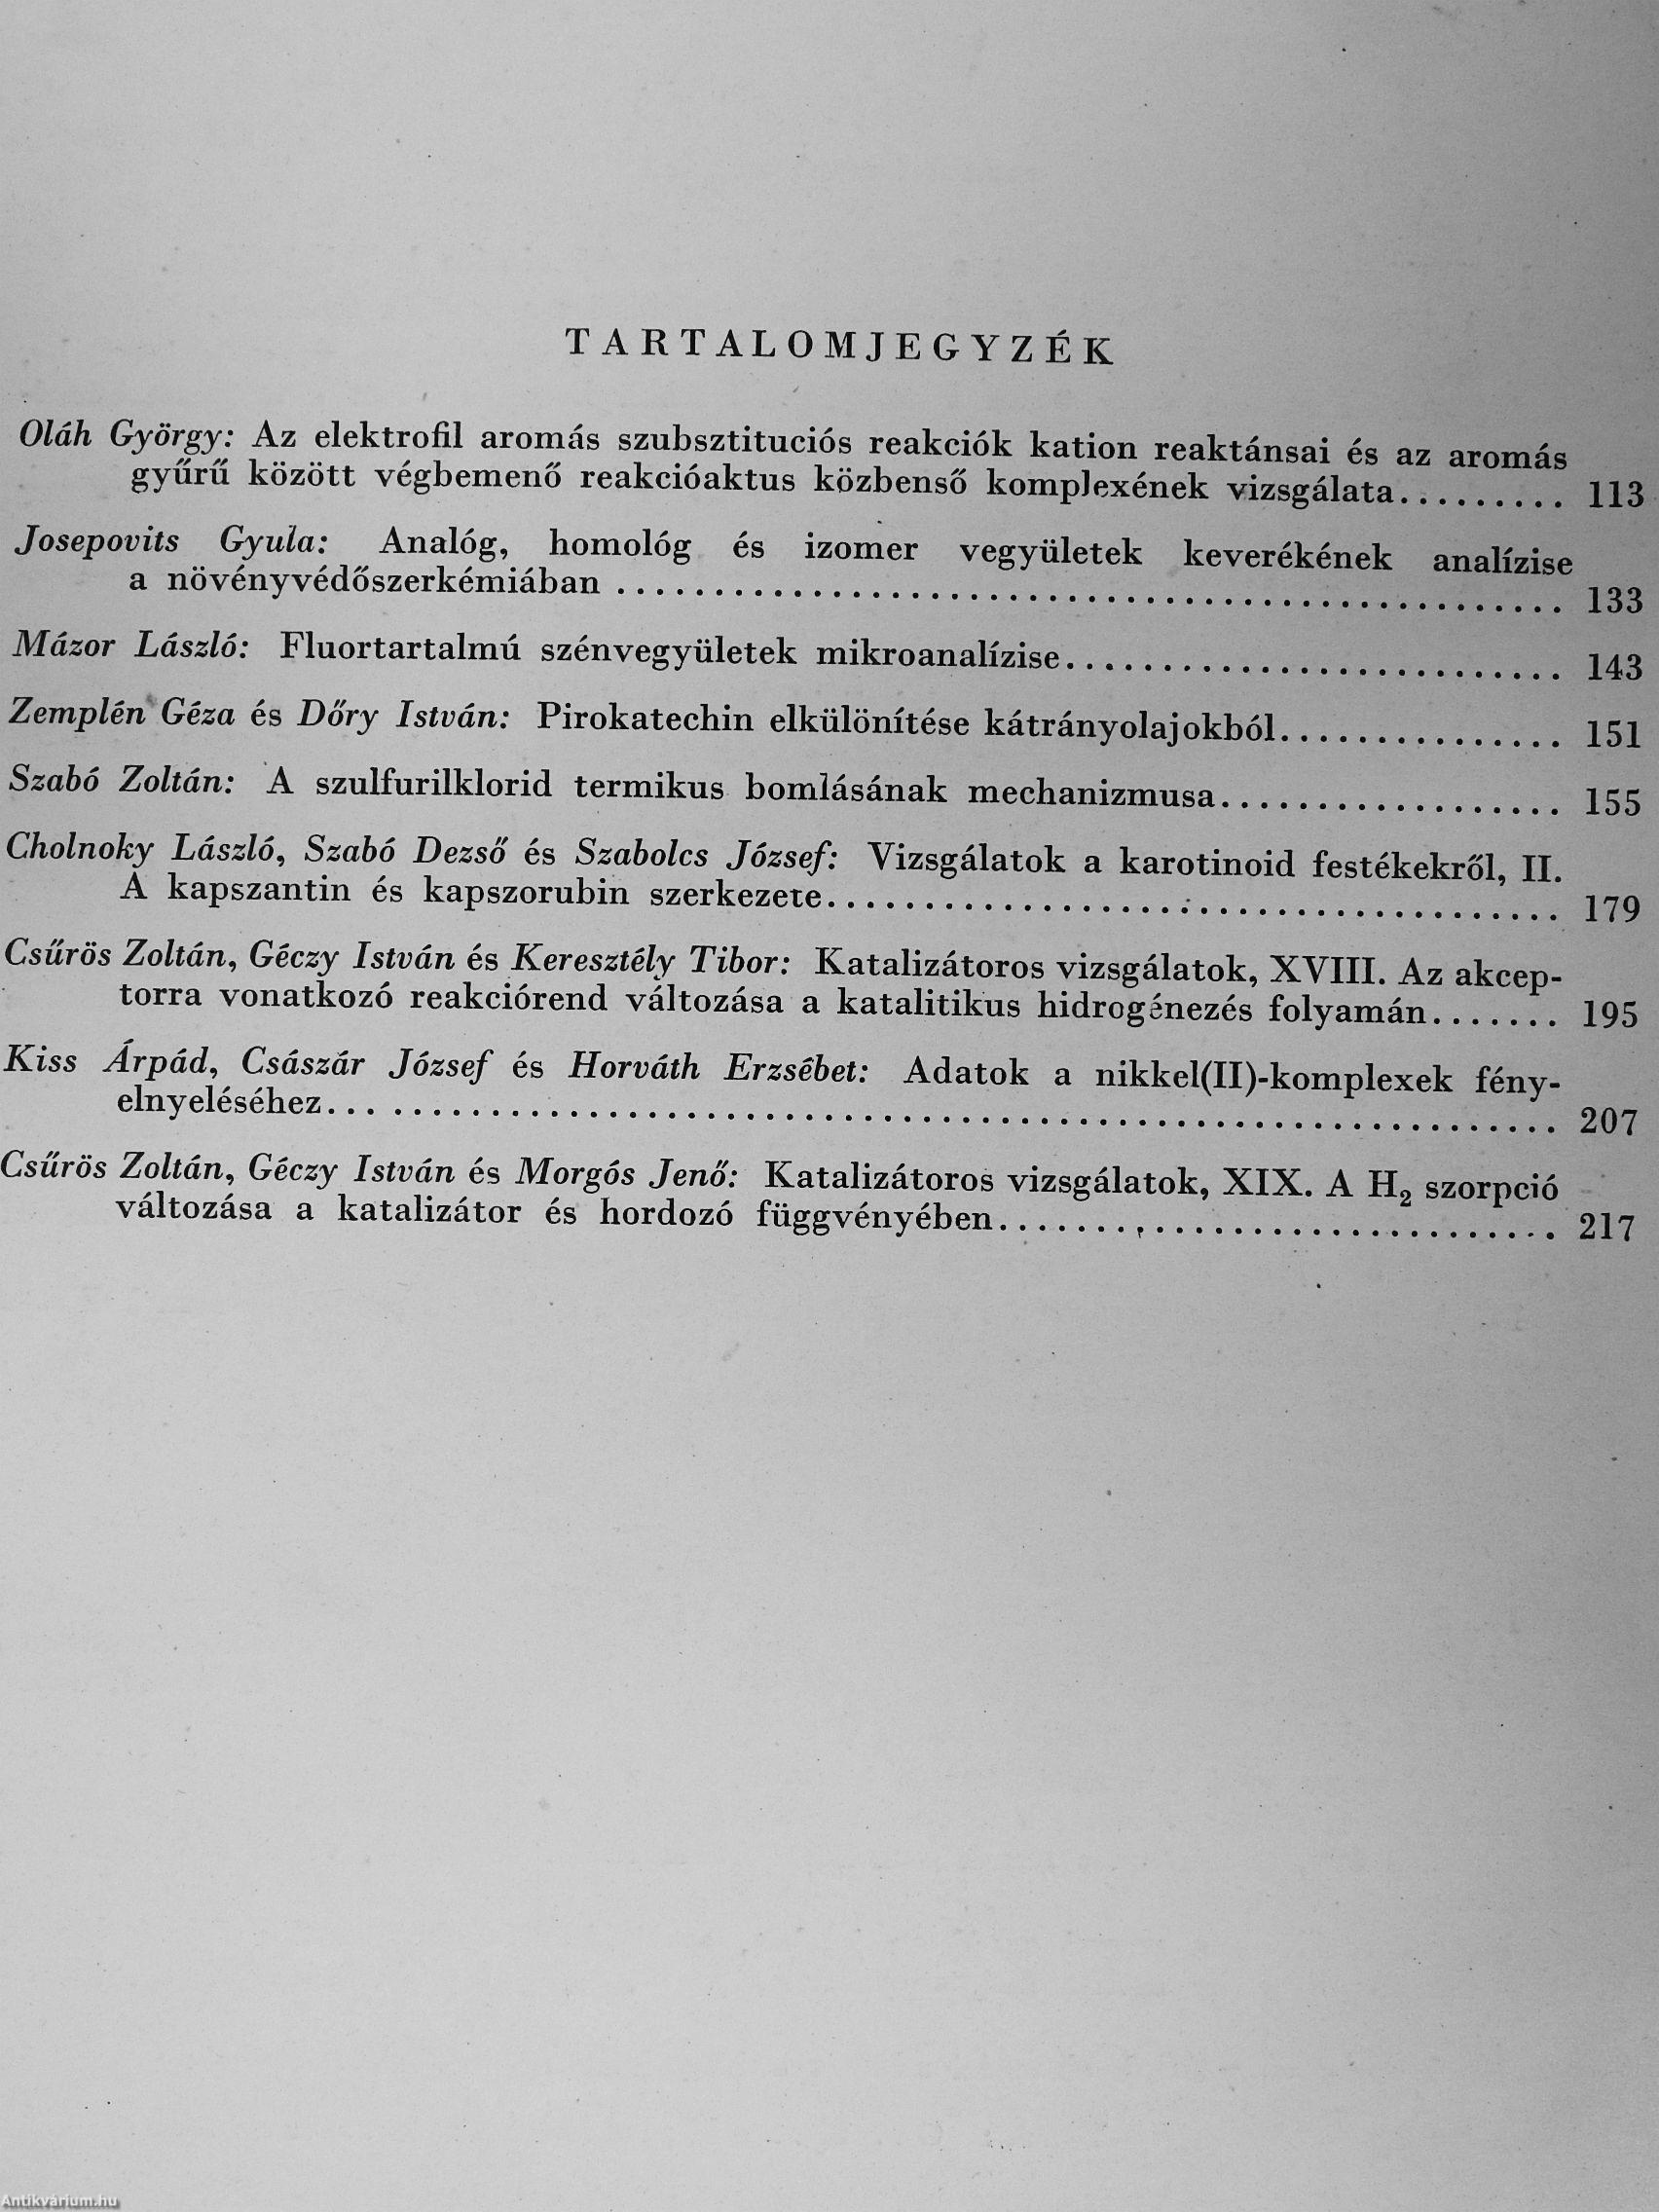 TARTALOMJEGYZÉK
Oláh György: Az elektrofil aromás szubsztituciós reakciók kation reaktánsai és az aromás
gyűrű között végbemenő reakcióaktus közbenső komplexének vizsgálata......... 113
Josepovits Gyula: Analóg, homológ és izomer vegyületek keverékének analízise
a növényvédőszerkémiában ................................................. 133
Mázor László: Fluortartalmú szénvegyületek mikroanalízise.......................... 143
Zemplén Géza és Dőry István: Pirokatechin elkülönítése kátrányolajokból............... 151
Szabó Zoltán: A szulfurilklorid termikus bomlásának mechanizmusa.................. 155
Cholnoky László, Szabó Dezső és Szabolcs József: Vizsgálatok a karotinoid festékekről, II.
A kapszantin és kapszorubin szerkezete...................................... 179
Csűrös Zoltán, Géczy István és Keresztély Tibor: Katalizátoros vizsgálatok, XVIII. Az akcep-
torra vonatkozó reakciórend változása a katalitikus hidrogénezés folyamán....... 195
Kiss Árpád, Császár József és Horváth Erzsébet: Adatok a nikkel(II)-komplexek fény-
elnyeléséhez............................................................... 207
Csűrös Zoltán, Géczy István és Morgós Jenő: Katalizátoros vizsgálatok, XIX. A H₂ szorpció
változása a katalizátor és hordozó függvényében............................. 217
Antikvárium.hu